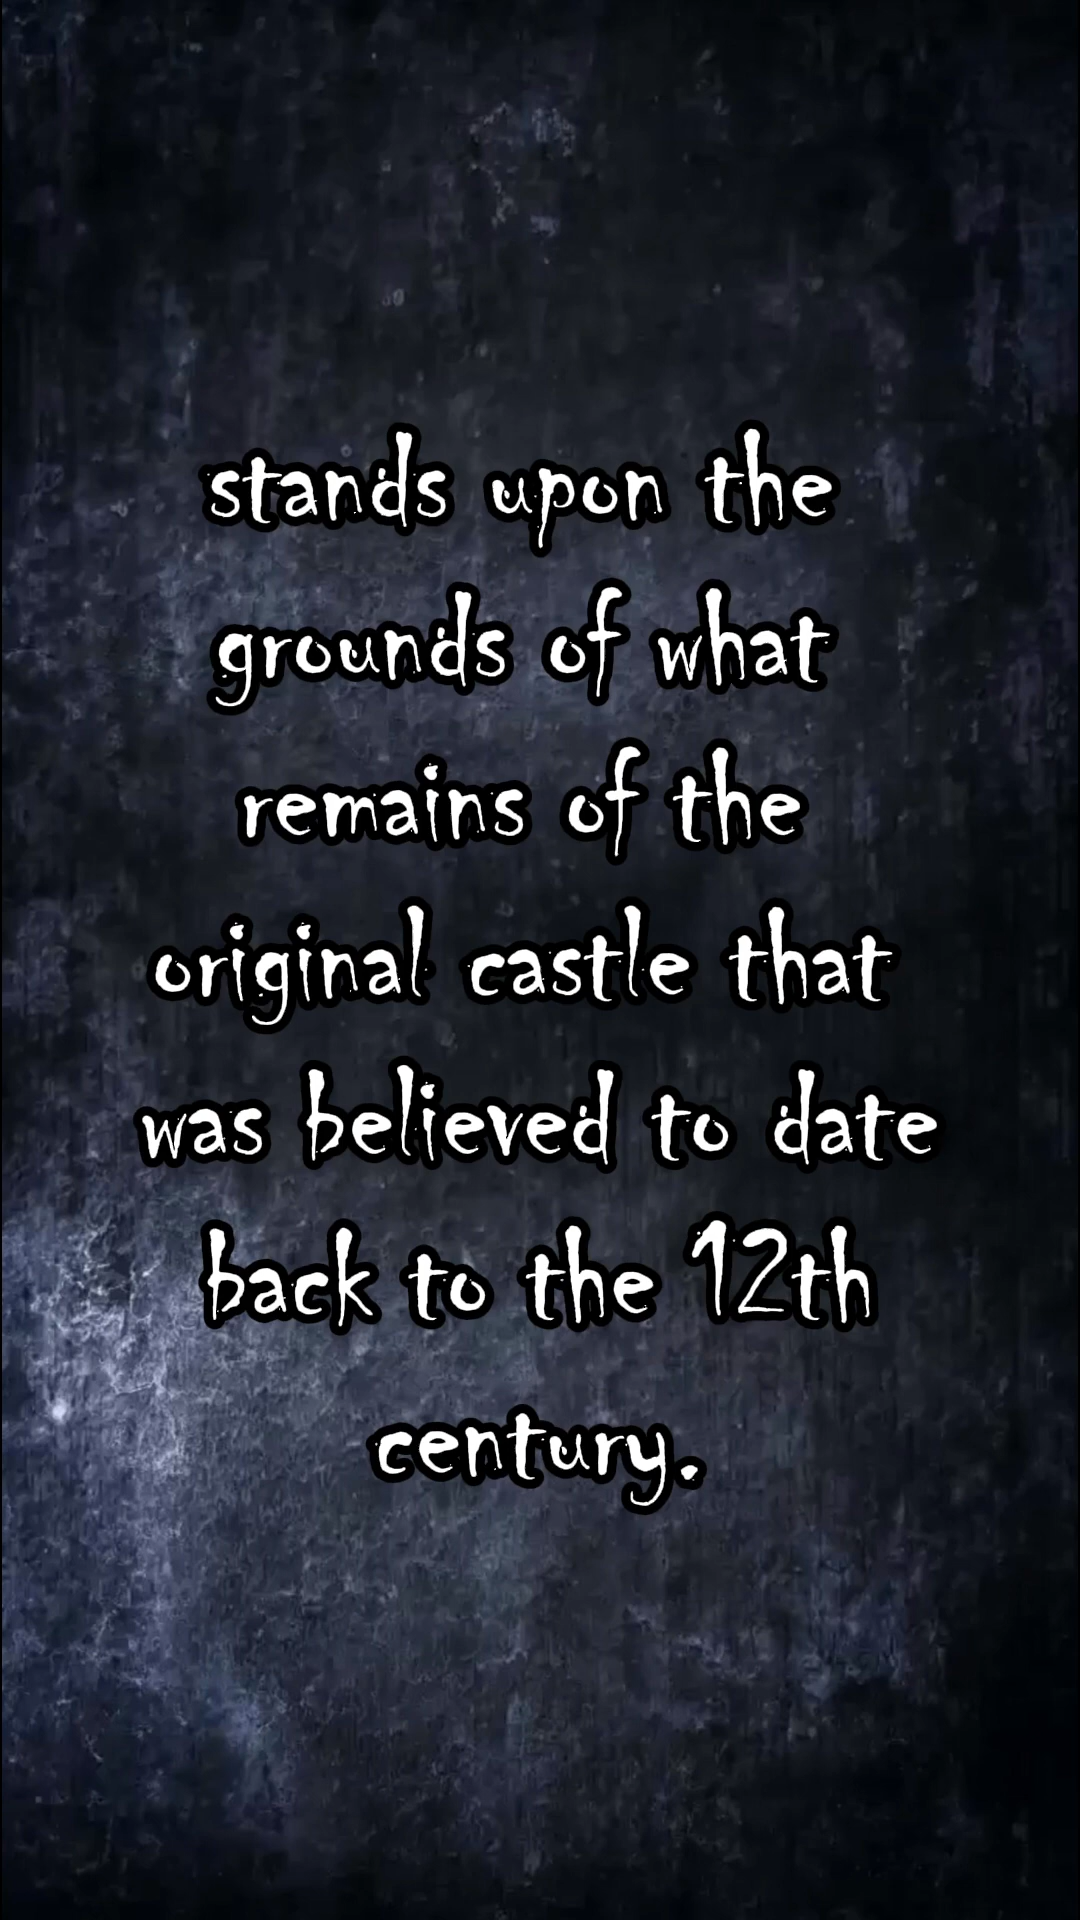 stands upon the
grounds of what
remains of the
original castle that
was believed to date
back to the 12th
century.